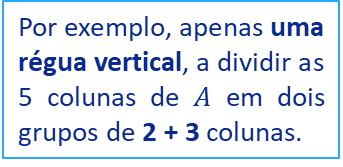 Por exemplo, apenas uma
régua vertical, a dividir as
5 colunas de A em dois
grupos de 2 + 3 colunas.